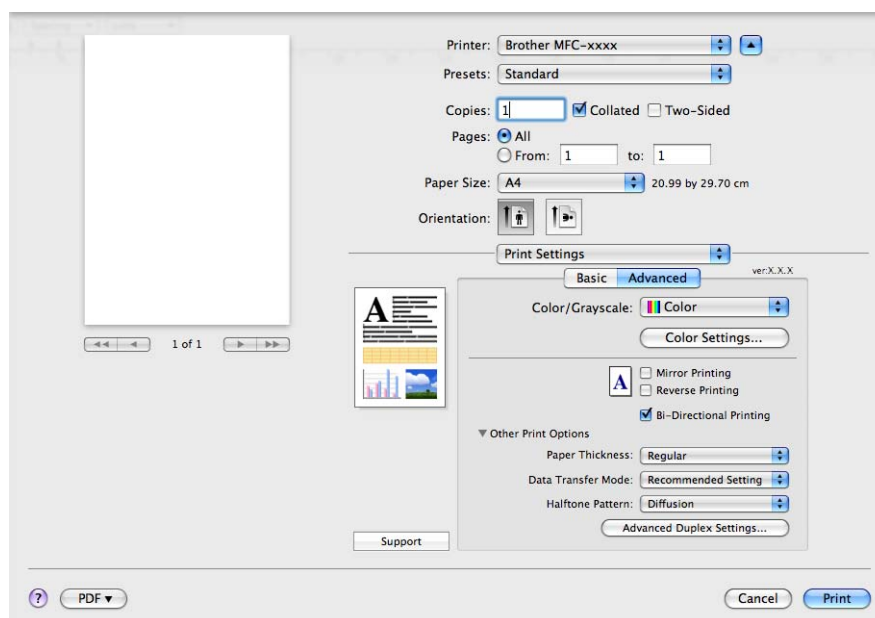 Printer: Brother MFC-xxxx
Presets: Standard
Copies: 1 Collated Two-Sided
Pages: All
From: 1 to: 1
Paper Size: A4 20.99 by 29.70 cm
Orientation:
Print Settings
ver:X.X.X
Basic Advanced
Color/Grayscale: Color
Color Settings...
A
A
Mirror Printing
Reverse Printing
Bi-Directional Printing
Other Print Options
Paper Thickness: Regular
Data Transfer Mode: Recommended Setting
Halftone Pattern: Diffusion
Advanced Duplex Settings...
1 of 1
Support
? PDF
Cancel Print